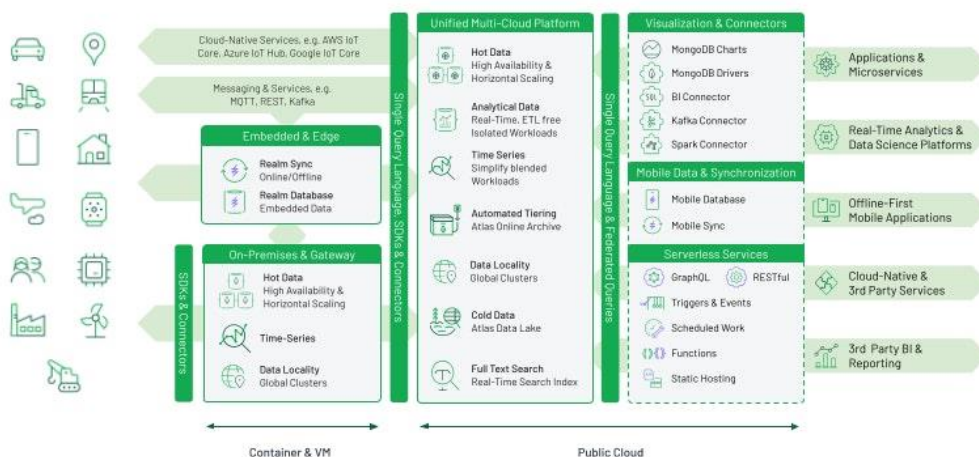 Cloud-Native Services, e.g. AWS IoT
Core, Azure IoT Hub, Google IoT Core
Messaging & Services, e.g.
MQTT, REST, Kafka
Embedded & Edge
Realm Sync
Online/Offline
Realm Database
Embedded Data
SDKs & Connectors
On-Premises & Gateway
Hot Data
High Availability &
Horizontal Scaling
Time-Series
Data Locality
Global Clusters
Single Query Language, SDKs & Connectors
Unified Multi-Cloud Platform
Hot Data
High Availability &
Horizontal Scaling
Analytical Data
Real-Time, ETL free
Isolated Workloads
Time Series
Simplify blended
Workloads
Automated Tiering
Atlas Online Archive
Data Locality
Global Clusters
Cold Data
Atlas Data Lake
Full Text Search
Real-Time Search Index
Single Query Language & Federated Queries
Visualization & Connectors
MongoDB Charts
MongoDB Drivers
SQL
BI Connector
Kafka Connector
Spark Connector
Mobile Data & Synchronization
Mobile Database
Mobile Sync
Serverless Services
GraphQL
RESTful
Triggers & Events
Scheduled Work
Functions
Static Hosting
Applications &
Microservices
Real-Time Analytics &
Data Science Platforms
Offline-First
Mobile Applications
Cloud-Native &
3rd Party Services
3rd Party BI &
Reporting
Container & VM
Public Cloud